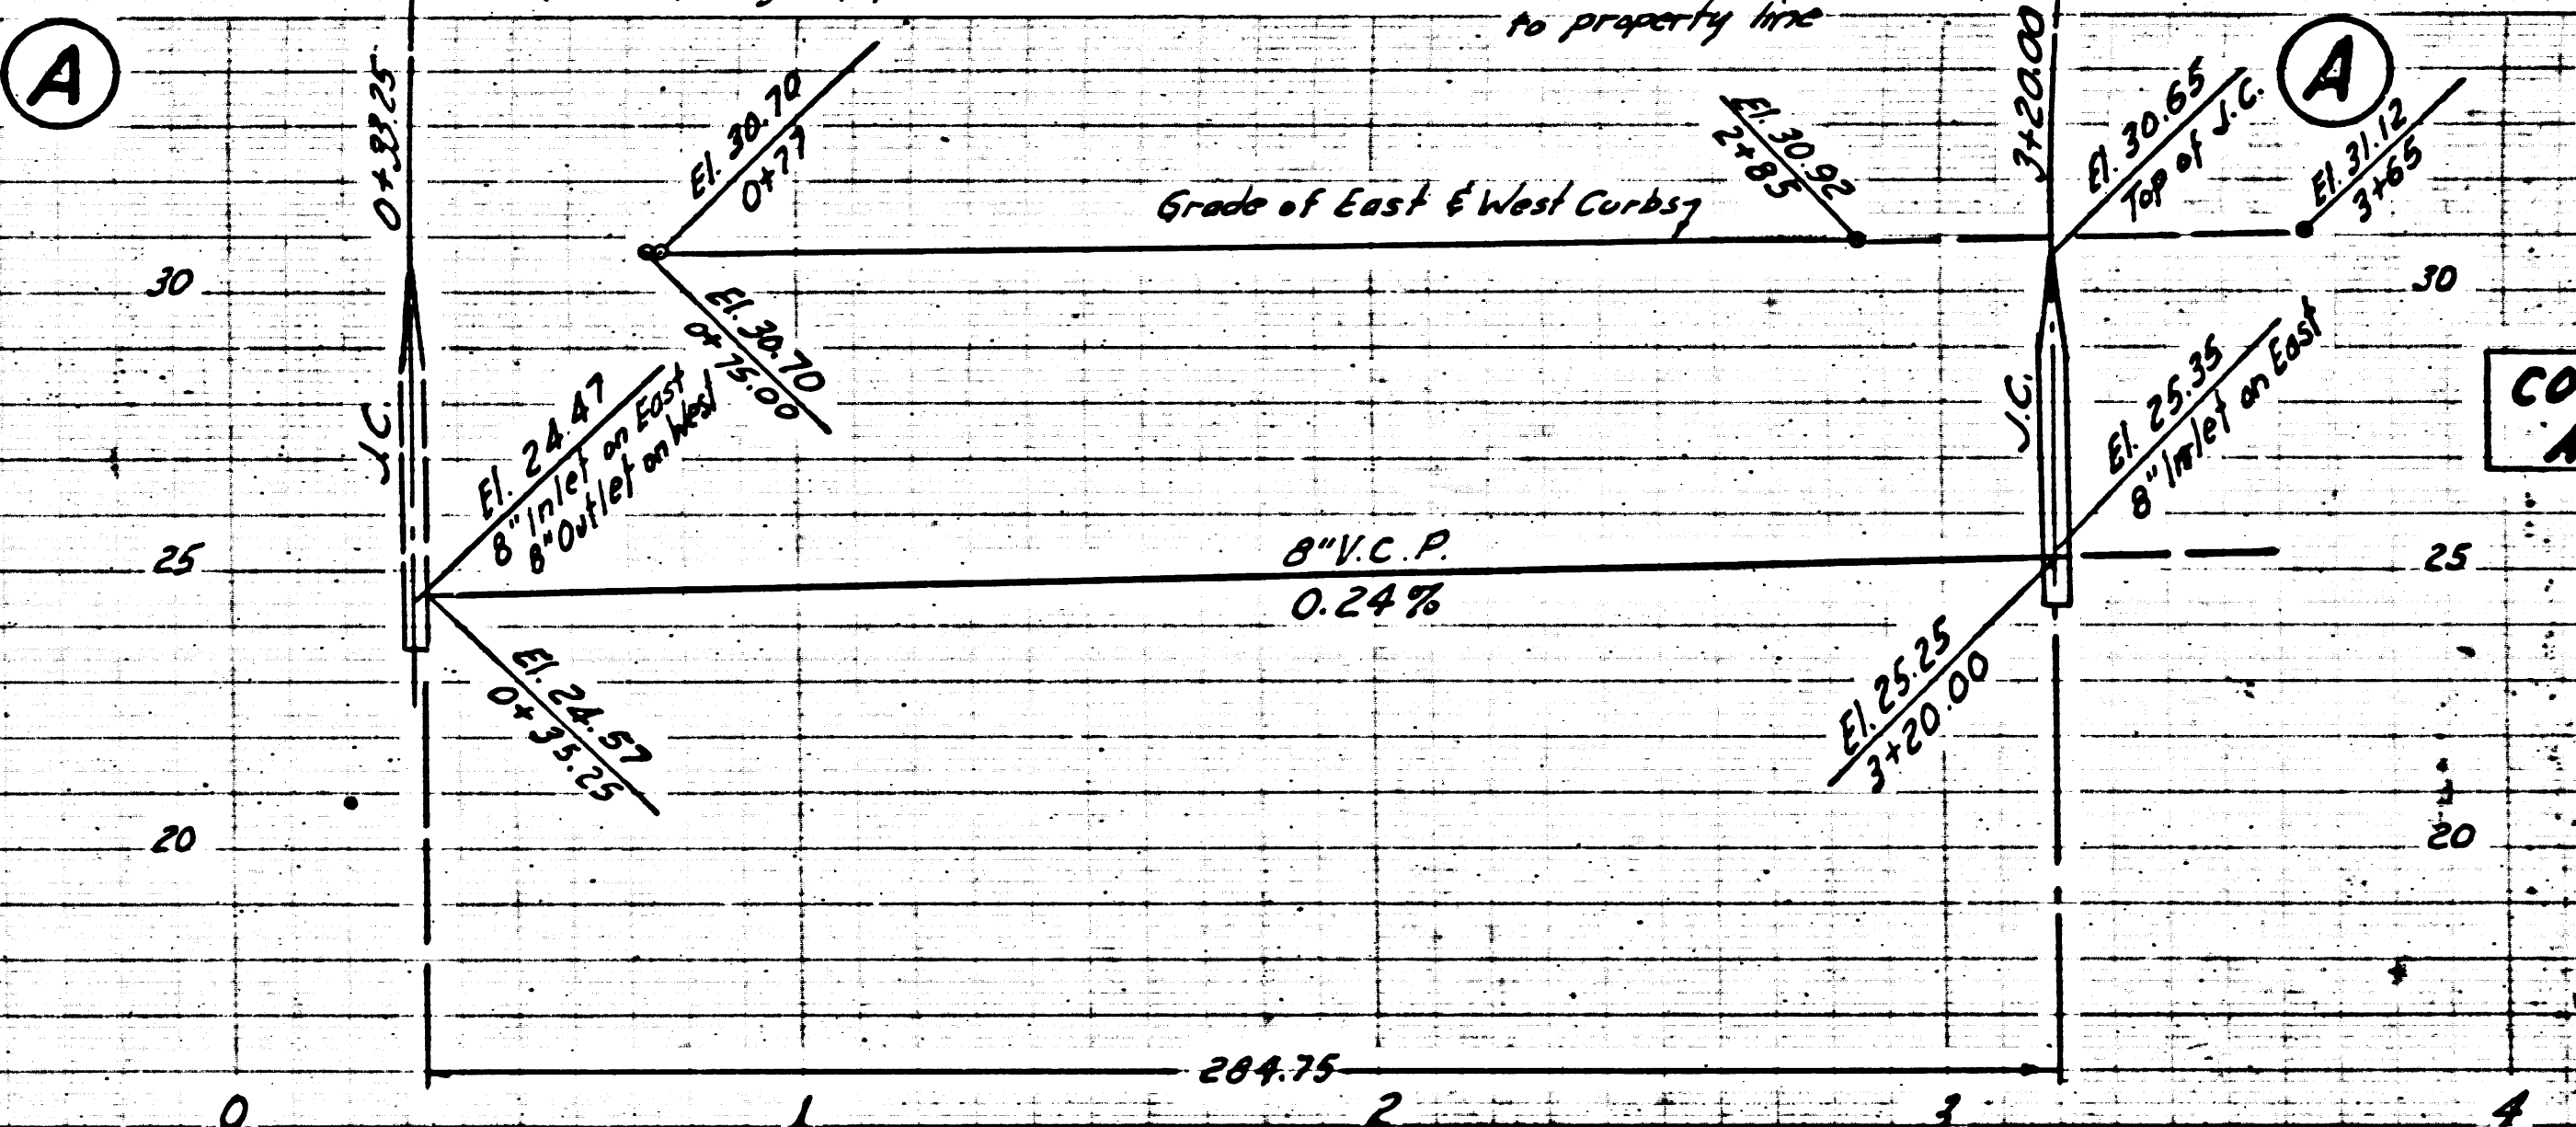 to property line
A
0+33.25
El. 30.70
0+77
El. 30.92
2+85
3+20.00
El. 30.65
Top of J.C.
A
El. 31.12
3+65
Grade of East & West Curbs
30
30
El. 30.70
0+75.00
J.C.
El. 24.47
8" Inlet on East
8" Outlet on West
J.C.
El. 25.35
8" Inlet on East
CO
25
8" V.C.P.
0.24 %
25
El. 24.57
0+35.25
El. 25.25
3+20.00
20
20
284.75
0
1
2
3
4